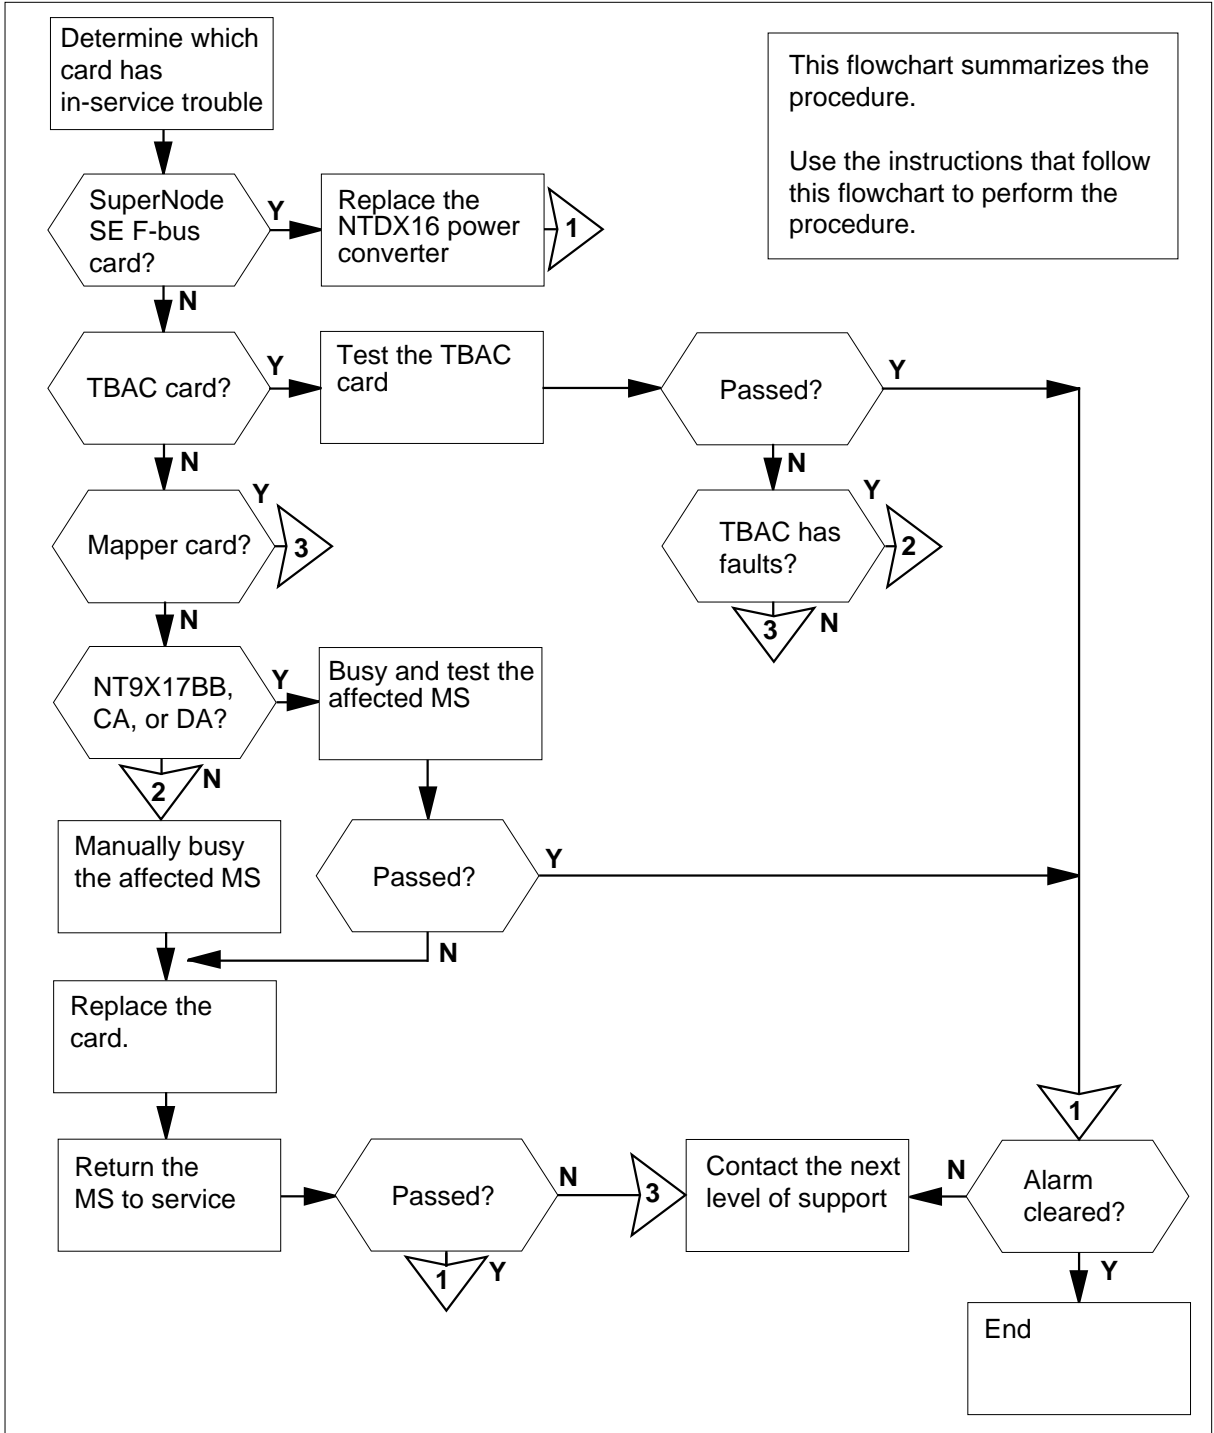 Determine which
card has
in-service trouble
This flowchart summarizes the
procedure.
Use the instructions that follow
this flowchart to perform the
procedure.
SuperNode
SE F-bus
card?
Y
Replace the
NTDX16 power
converter
1
N
TBAC card?
Y
Test the TBAC
card
Passed?
Y
N
N
Mapper card?
Y
3
TBAC has
faults?
Y
2
N
3
N
NT9X17BB,
CA, or DA?
Y
Busy and test the
affected MS
2
N
Manually busy
the affected MS
Passed?
Y
N
Replace the
card.
1
Return the
MS to service
Passed?
N
3
Contact the next
level of support
N
Alarm
cleared?
1
Y
Y
End